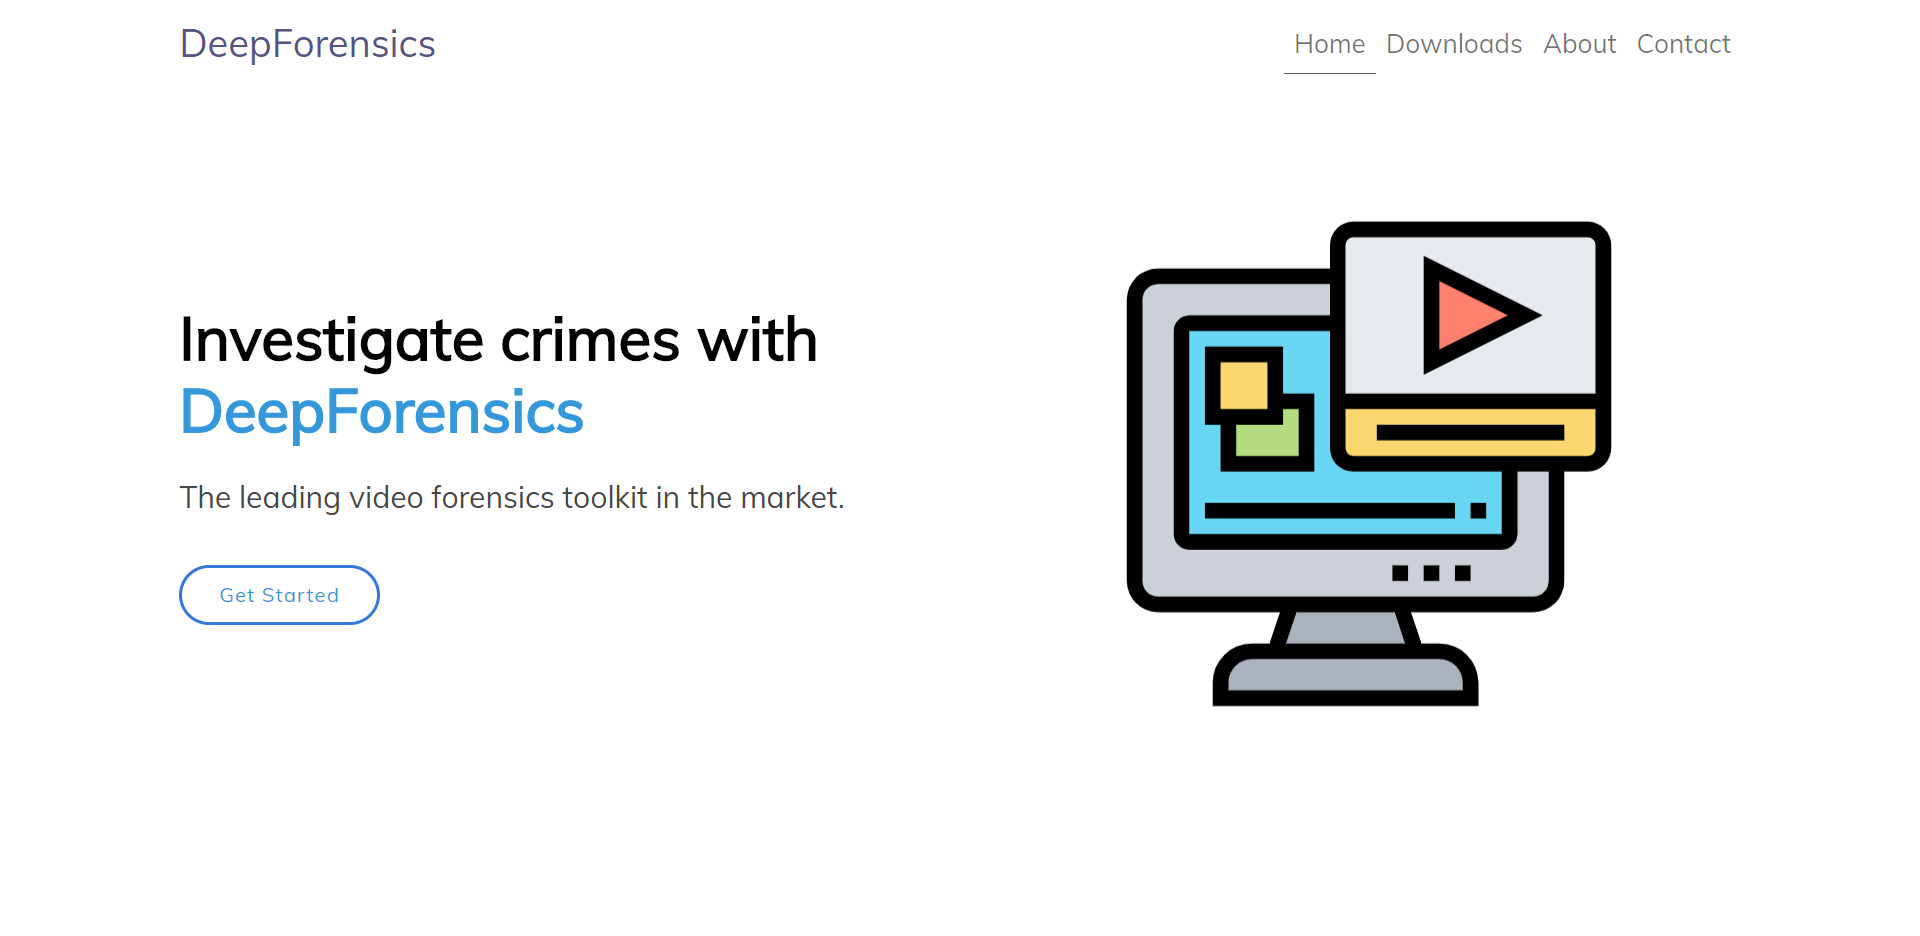 DeepForensics
Home Downloads About Contact
Investigate crimes with
DeepForensics
The leading video forensics toolkit in the market.
Get Started